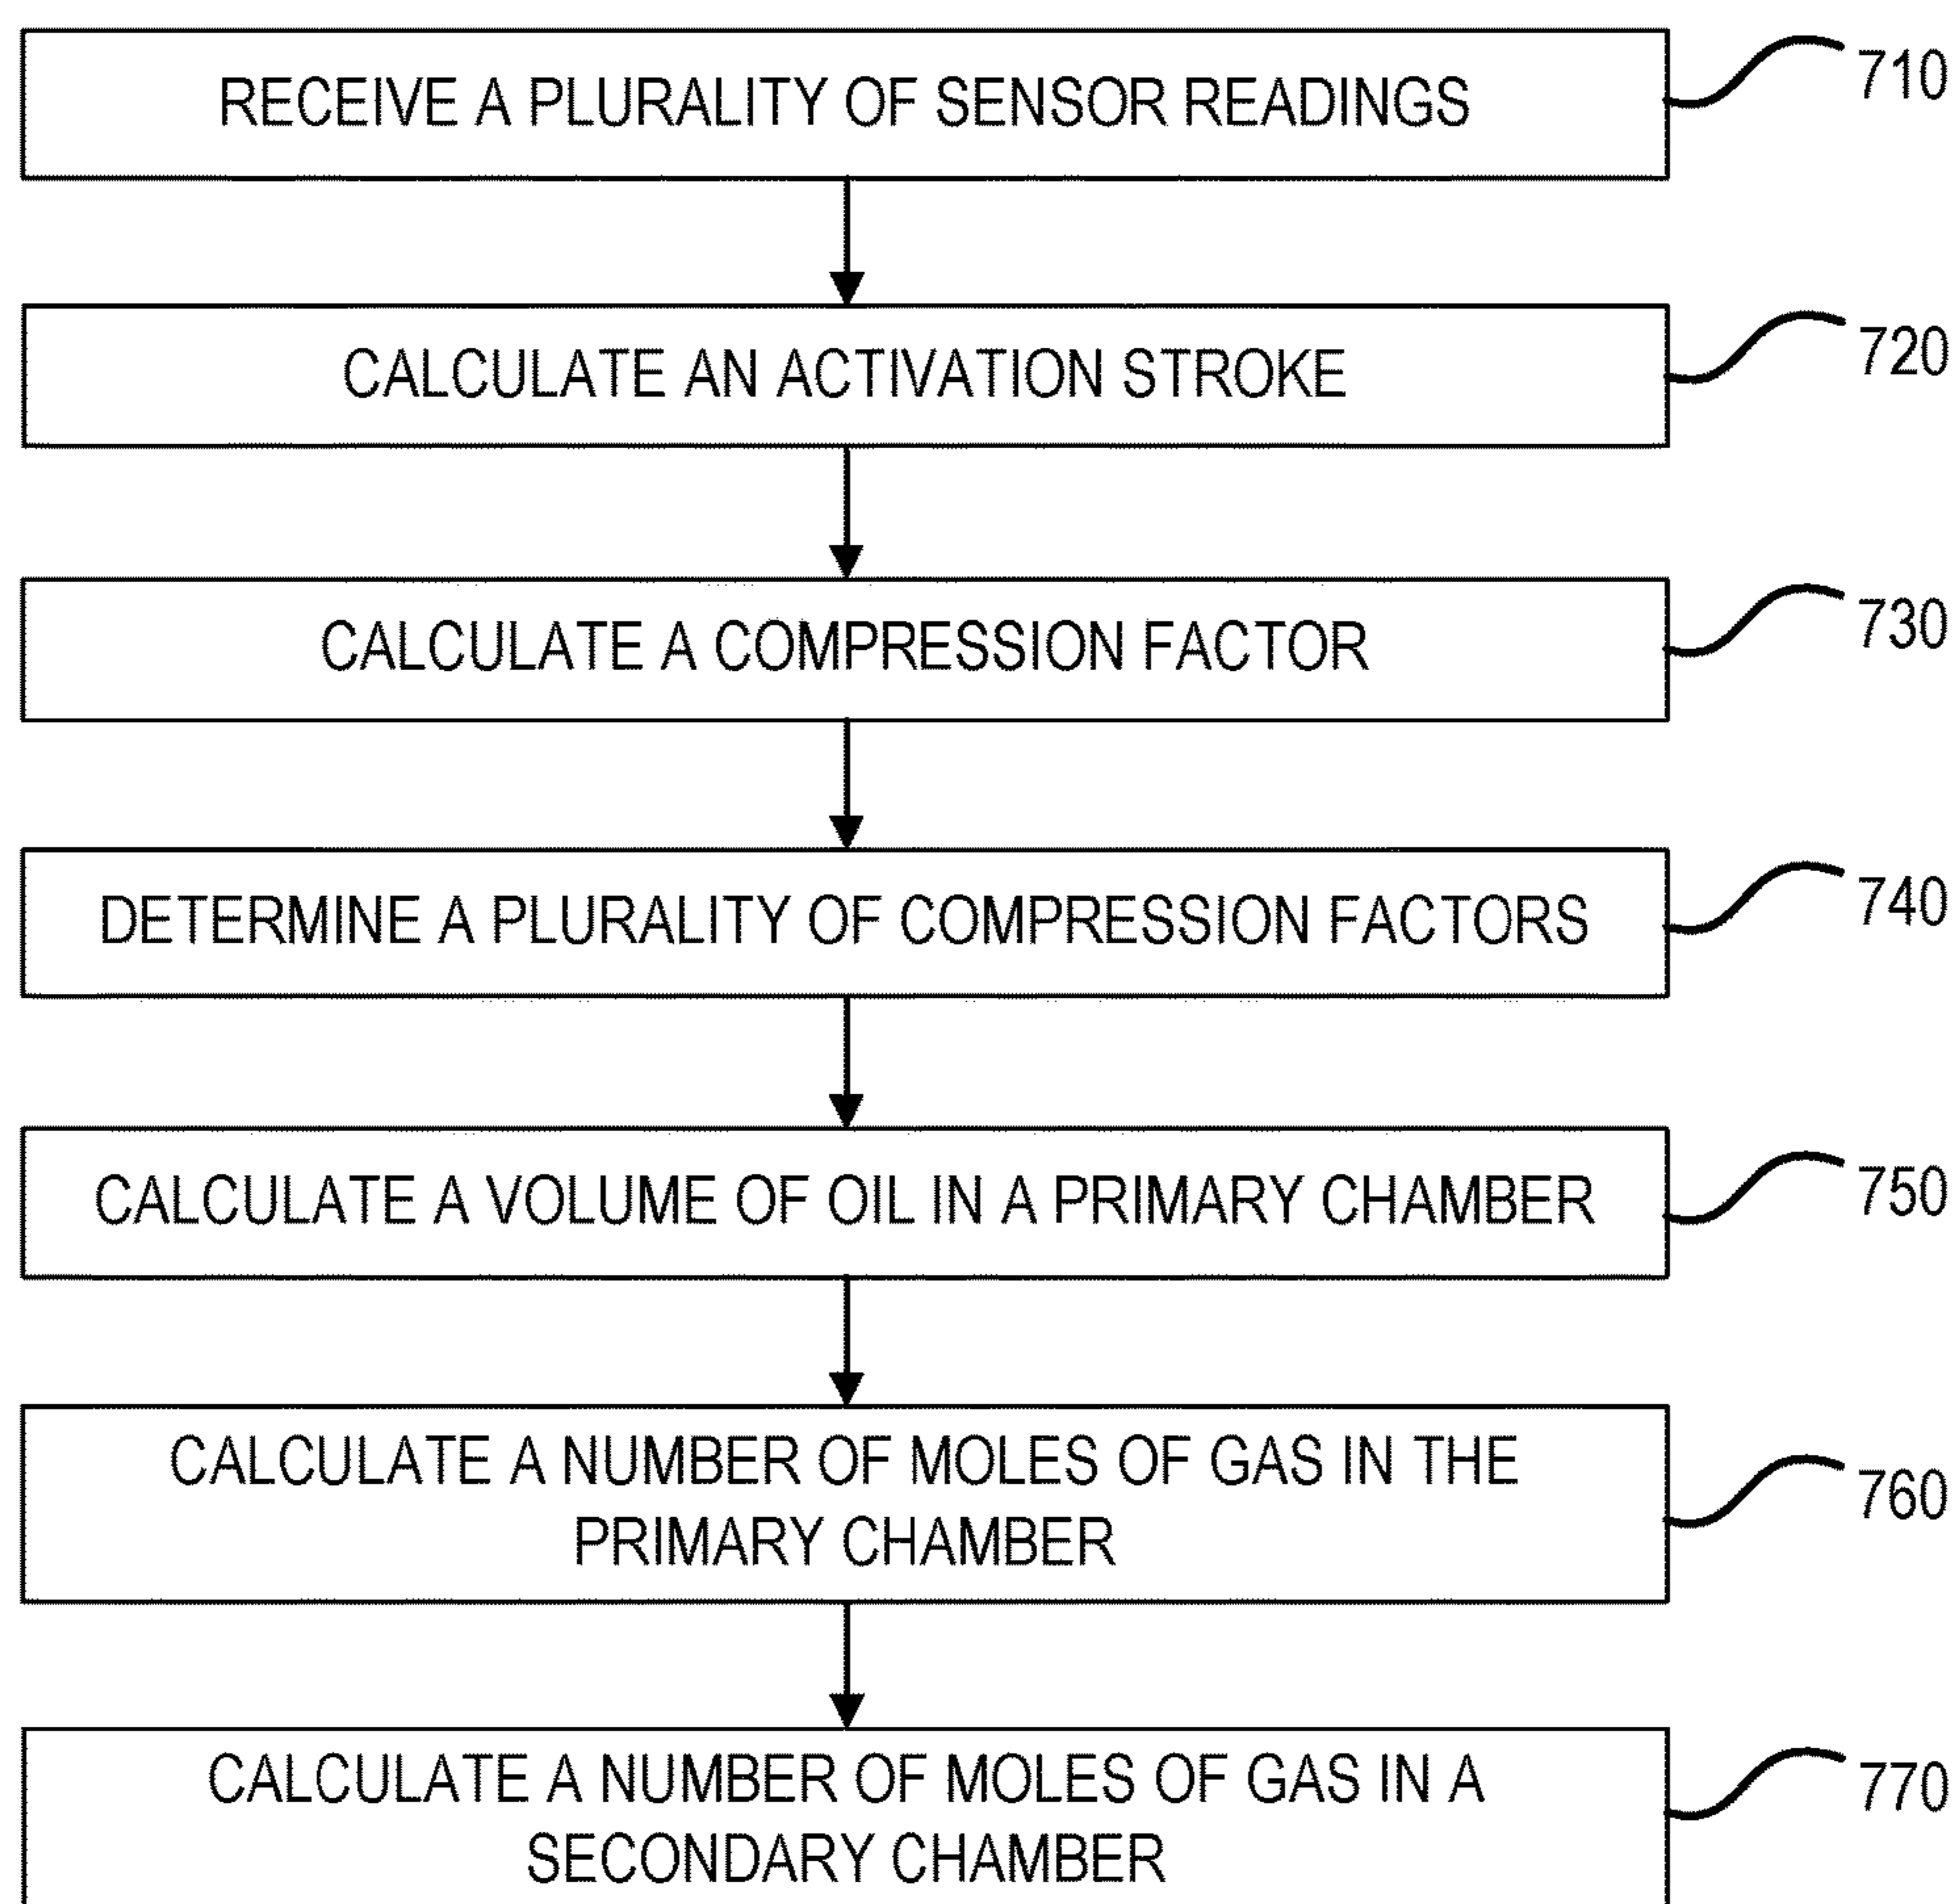 RECEIVE A PLURALITY OF SENSOR READINGS
710
CALCULATE AN ACTIVATION STROKE
720
CALCULATE A COMPRESSION FACTOR
730
DETERMINE A PLURALITY OF COMPRESSION FACTORS
740
CALCULATE A VOLUME OF OIL IN A PRIMARY CHAMBER
750
CALCULATE A NUMBER OF MOLES OF GAS IN THE
PRIMARY CHAMBER
760
CALCULATE A NUMBER OF MOLES OF GAS IN A
SECONDARY CHAMBER
770